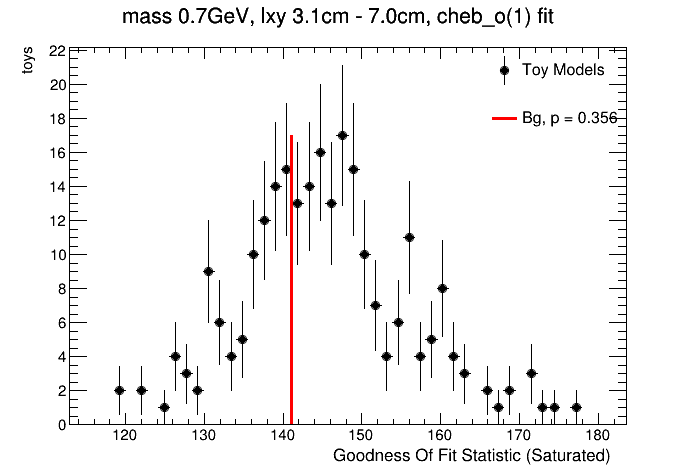 mass 0.7GeV, lxy 3.1cm - 7.0cm, cheb_o(1) fit
toys
22
20
18
16
14
12
10
8
6
4
2
0
Toy Models
Bg, p = 0.356
120 130 140 150 160 170 180
Goodness Of Fit Statistic (Saturated)